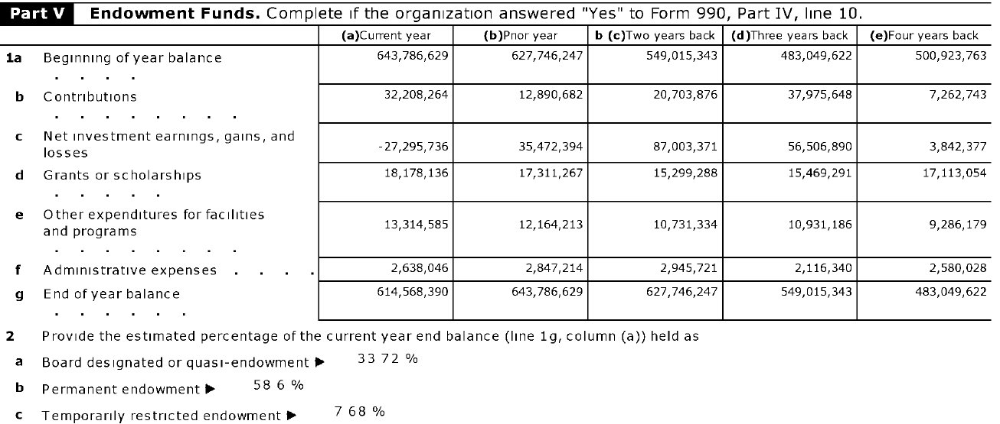 Part V Endowment Funds. Complete if the organization answered "Yes" to Form 990, Part IV, line 10.
(a)Current year (b)Prior year b (c)Two years back (d)Three years back (e)Four years back
1a Beginning of year balance 643,786,629 627,746,247 549,015,343 483,049,622 500,923,763
. . . .
b Contributions 32,208,264 12,890,682 20,703,876 37,975,648 7,262,743
. . . . . . . .
c Net investment earnings, gains, and
losses -27,295,736 35,472,394 87,003,371 56,506,890 3,842,377
d Grants or scholarships 18,178,136 17,311,267 15,299,288 15,469,291 17,113,054
. . . . .
e Other expenditures for facilities
and programs 13,314,585 12,164,213 10,731,334 10,931,186 9,286,179
. . . . . . . .
f Administrative expenses . . . . 2,638,046 2,847,214 2,945,721 2,116,340 2,580,028
g End of year balance 614,568,390 643,786,629 627,746,247 549,015,343 483,049,622
. . . . . .
2 Provide the estimated percentage of the current year end balance (line 1g, column (a)) held as
a Board designated or quasi-endowment ► 33 72 %
b Permanent endowment ► 58 6 %
c Temporarily restricted endowment ► 7 68 %